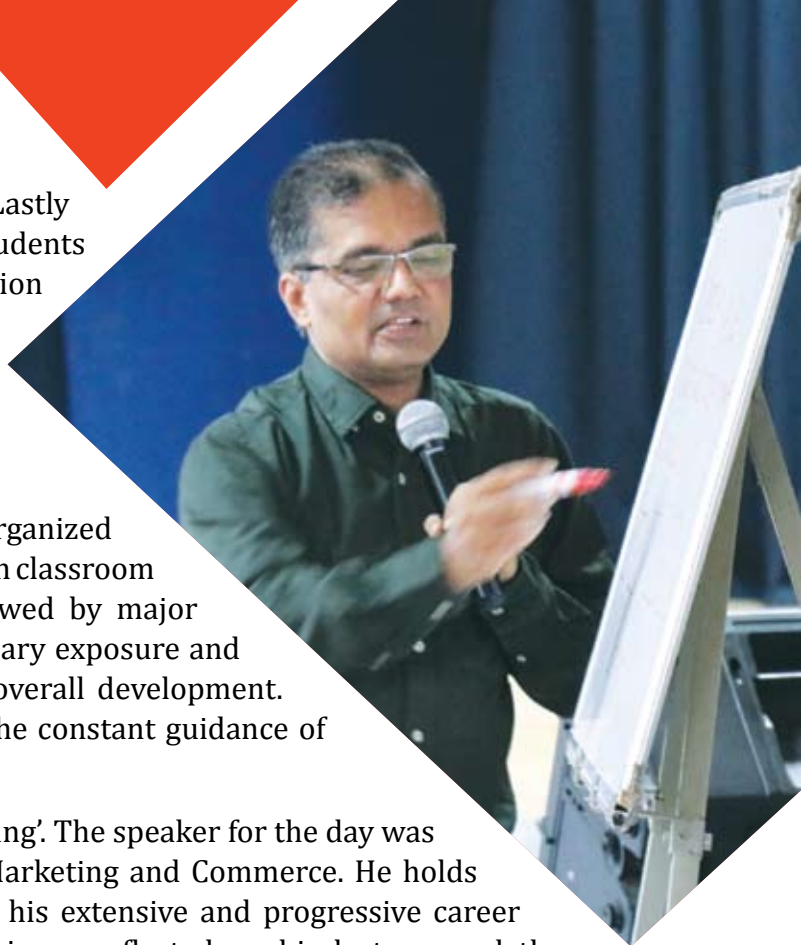 Lastly
udents
ion
rganized
n classroom
wed by major
ary exposure and
overall development.
he constant guidance of
ng’. The speaker for the day was
Marketing and Commerce. He holds
his extensive and progressive career